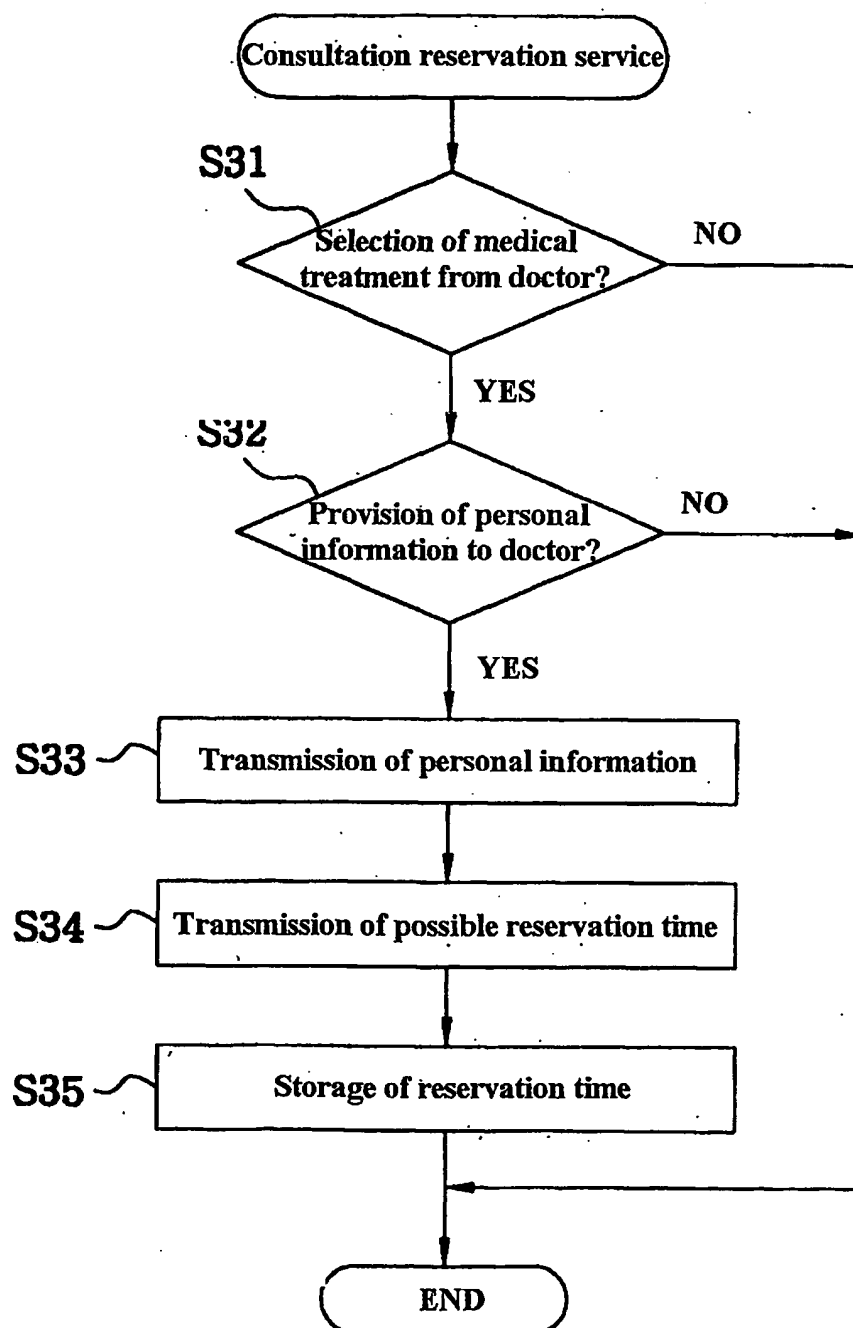 Consultation reservation service
S31
Selection of medical
treatment from doctor?
NO
YES
S32
Provision of personal
information to doctor?
NO
YES
S33
Transmission of personal information
S34
Transmission of possible reservation time
S35
Storage of reservation time
END